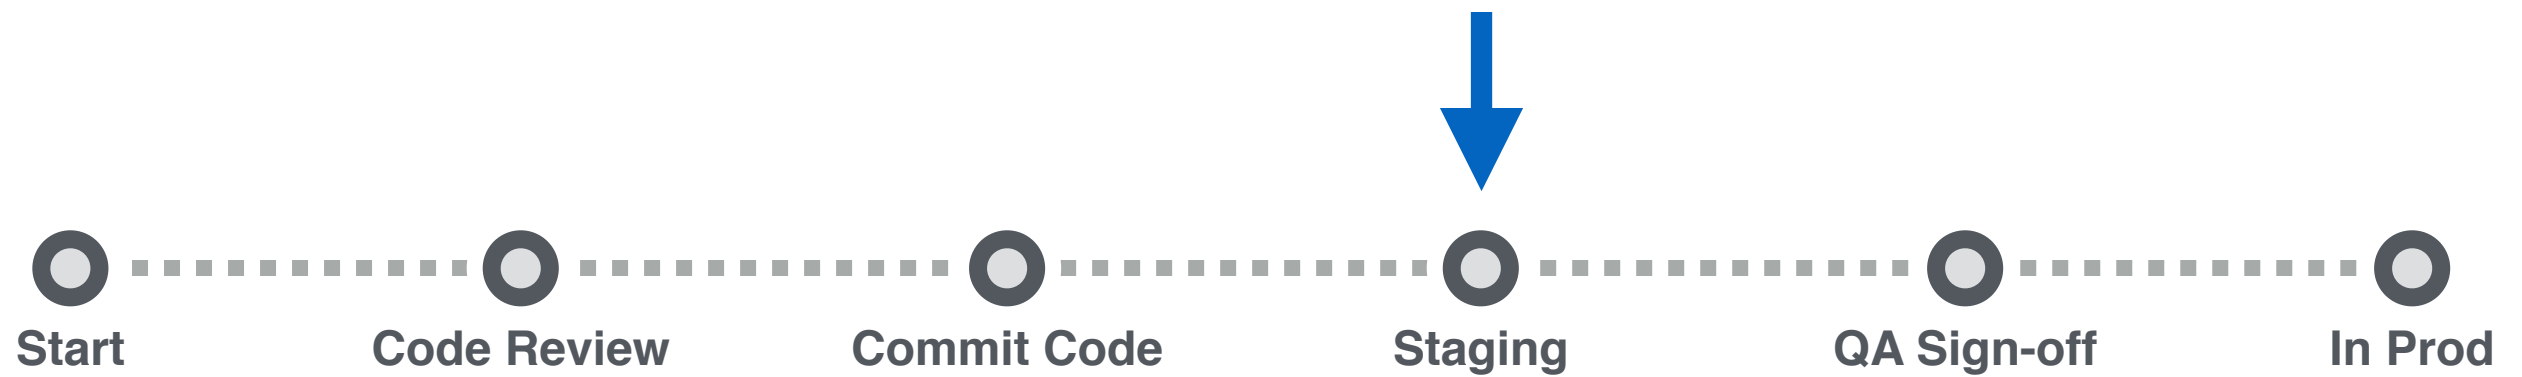 Start
Code Review
Commit Code
Staging
QA Sign-off
In Prod